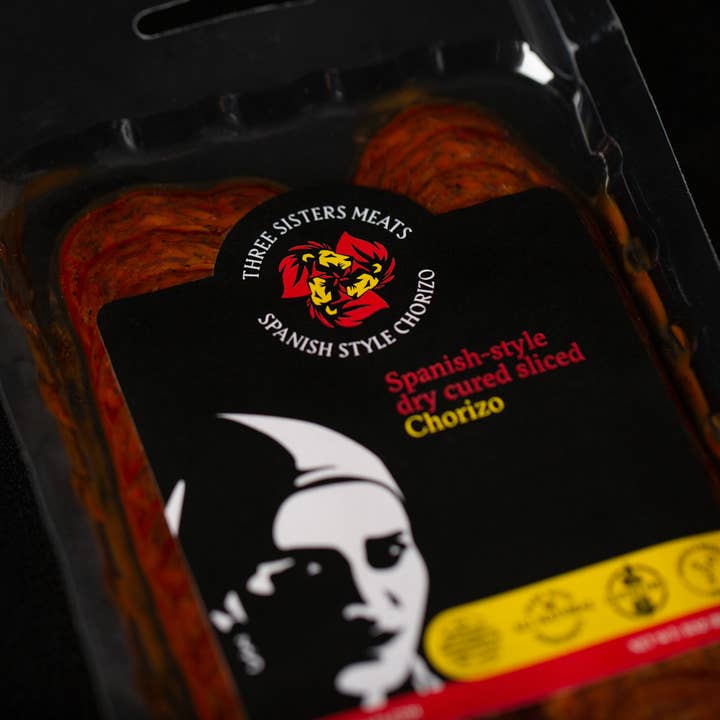 THREE SISTERS MEATS
SPANISH STYLE CHORIZO
Spanish-style
dry cured sliced
Chorizo